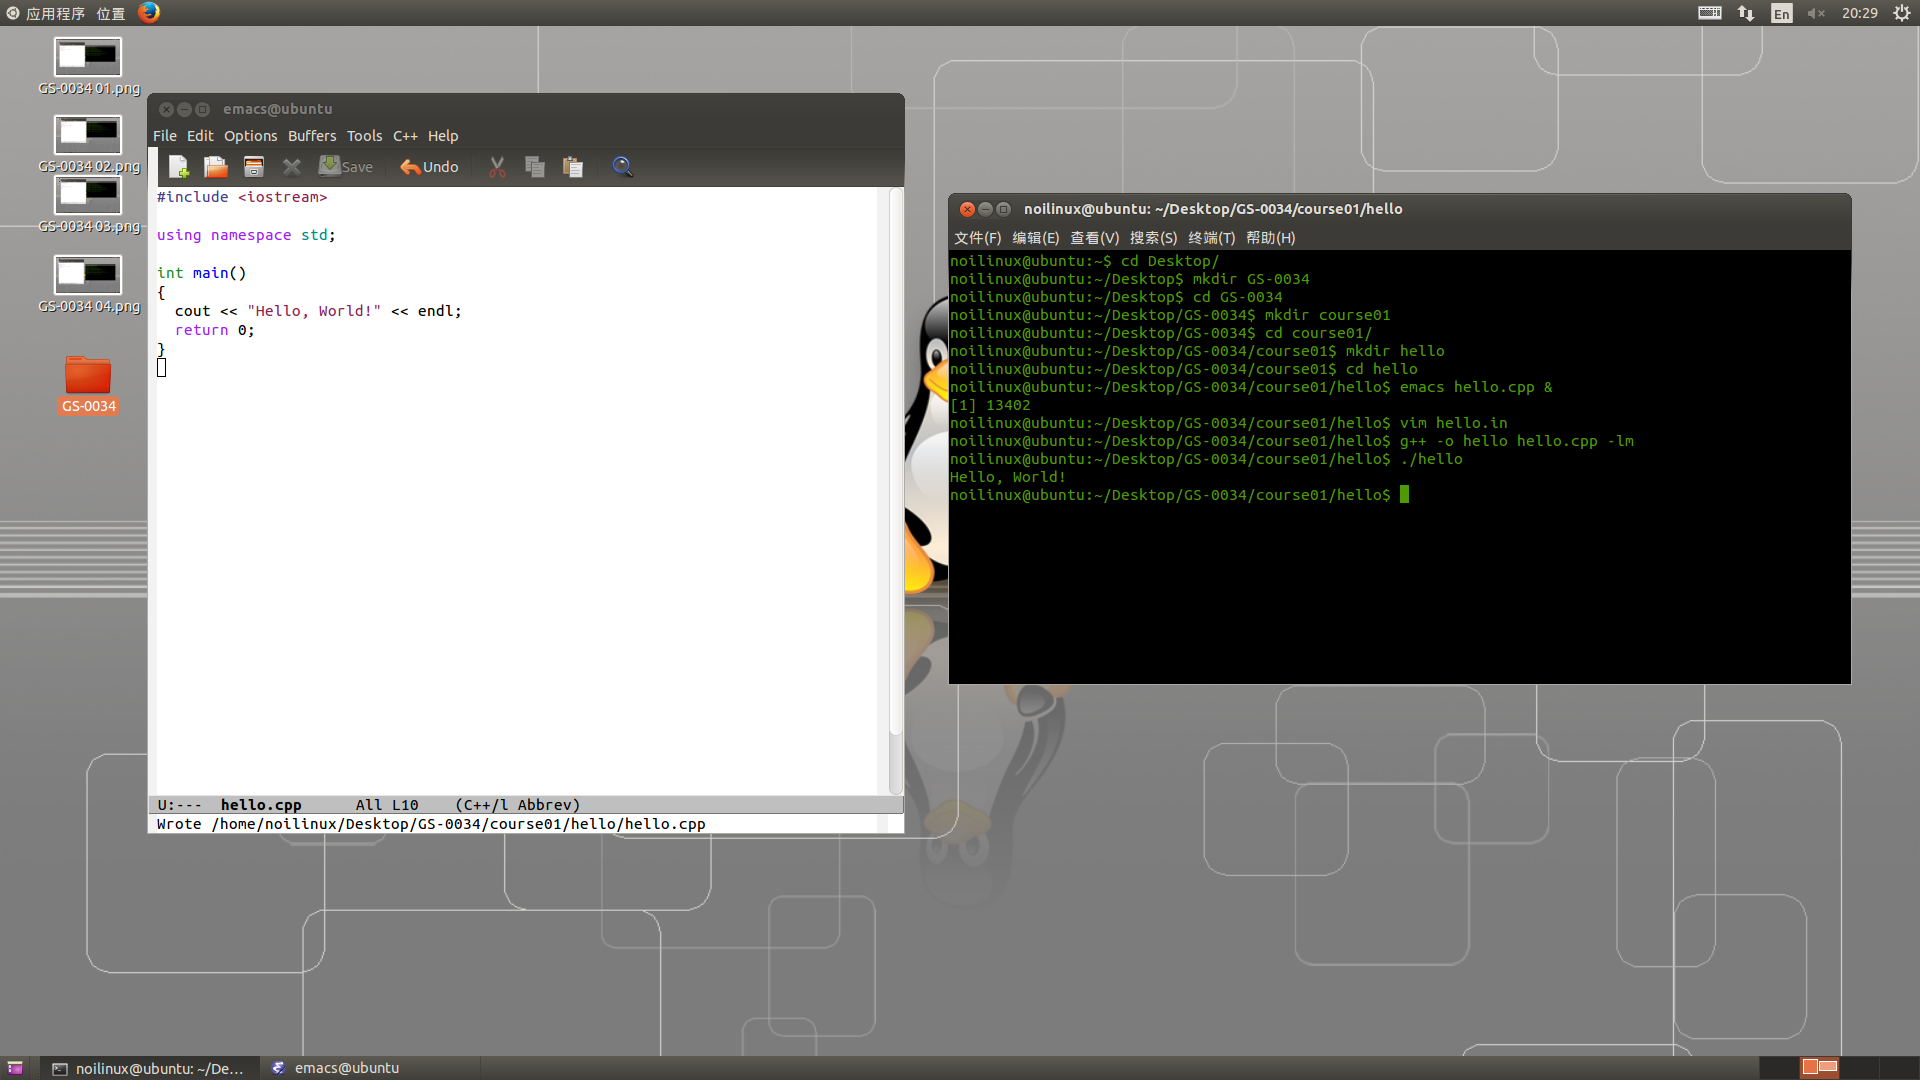 应用程序 位置
En 20:29
GS-0034 01.png
GS-0034 02.png
GS-0034 03.png
GS-0034 04.png
GS-0034
emacs@ubuntu
File Edit Options Buffers Tools C++ Help
Save Undo
#include <iostream>
using namespace std;
int main()
{
cout << "Hello, World!" << endl;
return 0;
}
U:--- hello.cpp All L10 (C++/l Abbrev)
Wrote /home/noilinux/Desktop/GS-0034/course01/hello/hello.cpp
noilinux@ubuntu: ~/Desktop/GS-0034/course01/hello
文件(F) 编辑(E) 查看(V) 搜索(S) 终端(T) 帮助(H)
noilinux@ubuntu:~$ cd Desktop/
noilinux@ubuntu:~/Desktop$ mkdir GS-0034
noilinux@ubuntu:~/Desktop$ cd GS-0034
noilinux@ubuntu:~/Desktop/GS-0034$ mkdir course01
noilinux@ubuntu:~/Desktop/GS-0034$ cd course01/
noilinux@ubuntu:~/Desktop/GS-0034/course01$ mkdir hello
noilinux@ubuntu:~/Desktop/GS-0034/course01$ cd hello
noilinux@ubuntu:~/Desktop/GS-0034/course01/hello$ emacs hello.cpp &
[1] 13402
noilinux@ubuntu:~/Desktop/GS-0034/course01/hello$ vim hello.in
noilinux@ubuntu:~/Desktop/GS-0034/course01/hello$ g++ -o hello hello.cpp -lm
noilinux@ubuntu:~/Desktop/GS-0034/course01/hello$ ./hello
Hello, World!
noilinux@ubuntu:~/Desktop/GS-0034/course01/hello$
noilinux@ubuntu: ~/De...
emacs@ubuntu